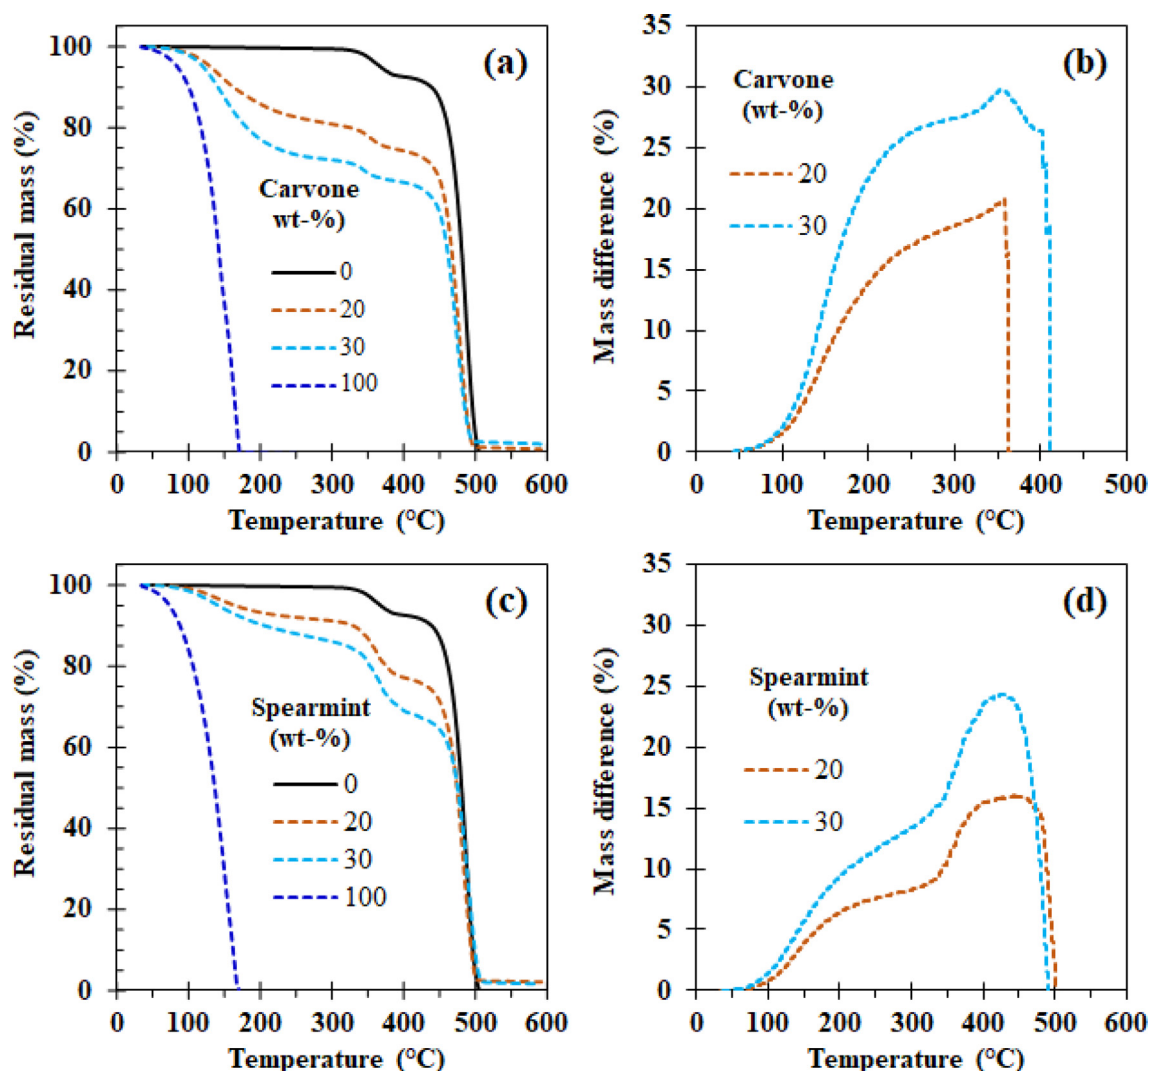 (a)
100
80
60
40
20
0
Residual mass (%)
Carvone
wt-%)
0
20
30
100
0 100 200 300 400 500 600
Temperature (°C)
(b)
35
30
25
20
15
10
5
0
Mass difference (%)
Carvone
(wt-%)
20
30
0 100 200 300 400 500
Temperature (°C)
(c)
100
80
60
40
20
0
Residual mass (%)
Spearmint
(wt-%)
0
20
30
100
0 100 200 300 400 500 600
Temperature (°C)
(d)
35
30
25
20
15
10
5
0
Mass difference (%)
Spearmint
(wt-%)
20
30
0 100 200 300 400 500 600
Temperature (°C)